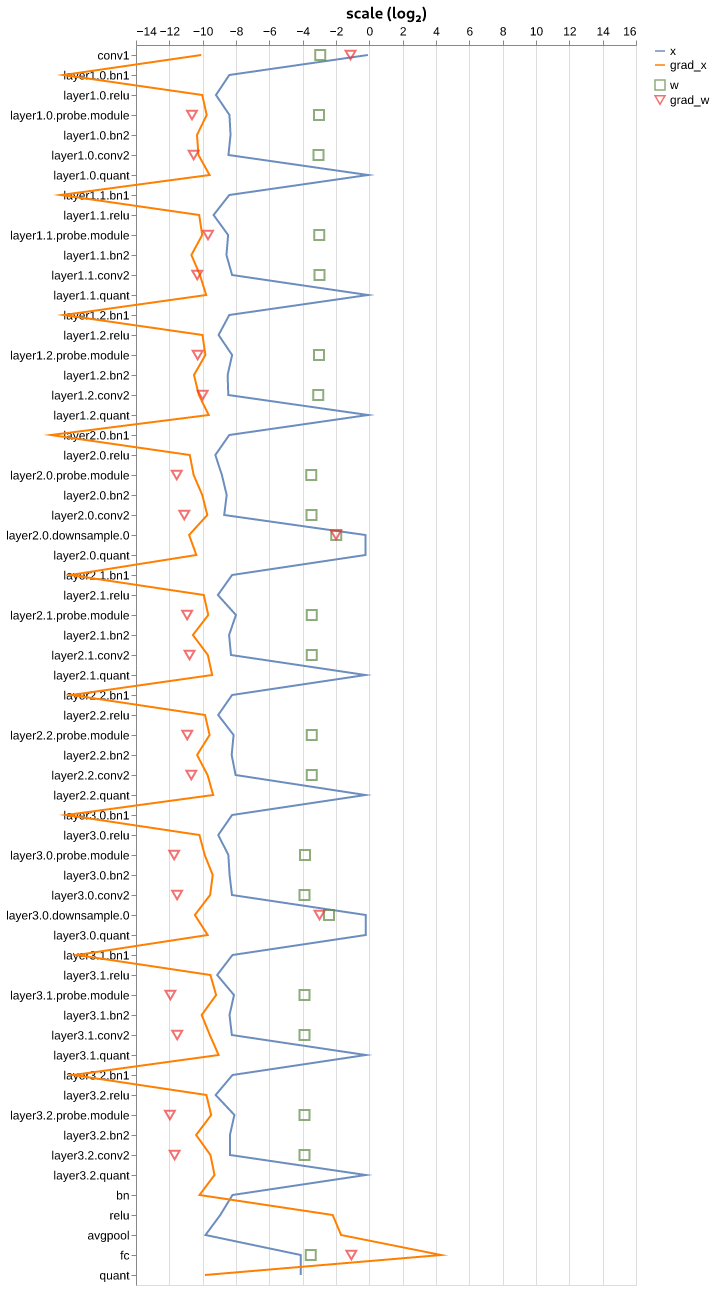 scale (log₂)
−14 −12 −10 −8 −6 −4 −2 0 2 4 6 8 10 12 14 16
x
grad_x
w
grad_w
conv1
layer1.0.bn1
layer1.0.relu
layer1.0.probe.module
layer1.0.bn2
layer1.0.conv2
layer1.0.quant
layer1.1.bn1
layer1.1.relu
layer1.1.probe.module
layer1.1.bn2
layer1.1.conv2
layer1.1.quant
layer1.2.bn1
layer1.2.relu
layer1.2.probe.module
layer1.2.bn2
layer1.2.conv2
layer1.2.quant
layer2.0.bn1
layer2.0.relu
layer2.0.probe.module
layer2.0.bn2
layer2.0.conv2
layer2.0.downsample.0
layer2.0.quant
layer2.1.bn1
layer2.1.relu
layer2.1.probe.module
layer2.1.bn2
layer2.1.conv2
layer2.1.quant
layer2.2.bn1
layer2.2.relu
layer2.2.probe.module
layer2.2.bn2
layer2.2.conv2
layer2.2.quant
layer3.0.bn1
layer3.0.relu
layer3.0.probe.module
layer3.0.bn2
layer3.0.conv2
layer3.0.downsample.0
layer3.0.quant
layer3.1.bn1
layer3.1.relu
layer3.1.probe.module
layer3.1.bn2
layer3.1.conv2
layer3.1.quant
layer3.2.bn1
layer3.2.relu
layer3.2.probe.module
layer3.2.bn2
layer3.2.conv2
layer3.2.quant
bn
relu
avgpool
fc
quant